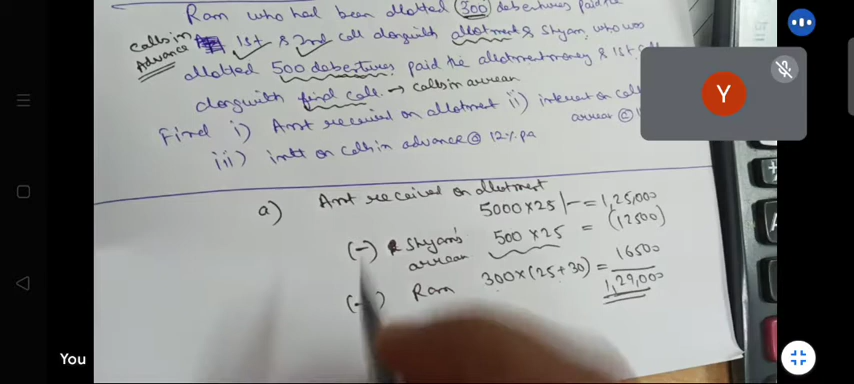 Ram who had been allotted 300 debentures paid the
calls in Advance 1st & 2nd call alongwith allotment & Shyam, who was
allotted 500 debentures paid the allotment money & 1st Call
alongwith final call. → calls in arrear
Find i) Amt received on allotment ii) interest on call
arrear @ 1
iii) intt on calls in advance @ 12% pa
Y
a) Amt received on allotment
5000 × 25/- = 1,25,000
(-) Shyam's arrear 500 × 25 = (12500)
Ram 300 × (25+30) = 16500
1,29,000
You